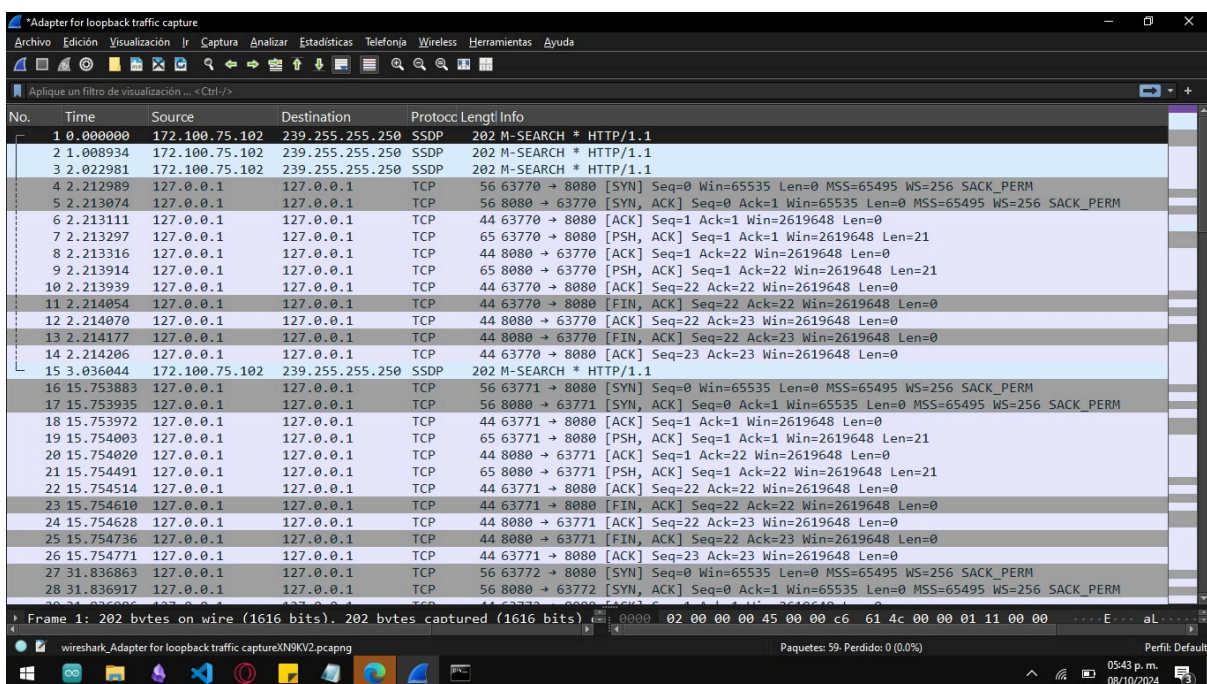 *Adapter for loopback traffic capture
Archivo Edición Visualización Ir Captura Analizar Estadísticas Telefonía Wireless Herramientas Ayuda
Aplique un filtro de visualización ... <Ctrl-/>
No. Time Source Destination Protocc Lengtl Info
1 0.000000 172.100.75.102 239.255.255.250 SSDP 202 M-SEARCH * HTTP/1.1
2 1.008934 172.100.75.102 239.255.255.250 SSDP 202 M-SEARCH * HTTP/1.1
3 2.022981 172.100.75.102 239.255.255.250 SSDP 202 M-SEARCH * HTTP/1.1
4 2.212989 127.0.0.1 127.0.0.1 TCP 56 63770 → 8080 [SYN] Seq=0 Win=65535 Len=0 MSS=65495 WS=256 SACK_PERM
5 2.213074 127.0.0.1 127.0.0.1 TCP 56 8080 → 63770 [SYN, ACK] Seq=0 Ack=1 Win=65535 Len=0 MSS=65495 WS=256 SACK_PERM
6 2.213111 127.0.0.1 127.0.0.1 TCP 44 63770 → 8080 [ACK] Seq=1 Ack=1 Win=2619648 Len=0
7 2.213297 127.0.0.1 127.0.0.1 TCP 65 63770 → 8080 [PSH, ACK] Seq=1 Ack=1 Win=2619648 Len=21
8 2.213316 127.0.0.1 127.0.0.1 TCP 44 8080 → 63770 [ACK] Seq=1 Ack=22 Win=2619648 Len=0
9 2.213914 127.0.0.1 127.0.0.1 TCP 65 8080 → 63770 [PSH, ACK] Seq=1 Ack=22 Win=2619648 Len=21
10 2.213939 127.0.0.1 127.0.0.1 TCP 44 63770 → 8080 [ACK] Seq=22 Ack=22 Win=2619648 Len=0
11 2.214054 127.0.0.1 127.0.0.1 TCP 44 63770 → 8080 [FIN, ACK] Seq=22 Ack=22 Win=2619648 Len=0
12 2.214070 127.0.0.1 127.0.0.1 TCP 44 8080 → 63770 [ACK] Seq=22 Ack=23 Win=2619648 Len=0
13 2.214177 127.0.0.1 127.0.0.1 TCP 44 8080 → 63770 [FIN, ACK] Seq=22 Ack=23 Win=2619648 Len=0
14 2.214206 127.0.0.1 127.0.0.1 TCP 44 63770 → 8080 [ACK] Seq=23 Ack=23 Win=2619648 Len=0
15 3.036044 172.100.75.102 239.255.255.250 SSDP 202 M-SEARCH * HTTP/1.1
16 15.753883 127.0.0.1 127.0.0.1 TCP 56 63771 → 8080 [SYN] Seq=0 Win=65535 Len=0 MSS=65495 WS=256 SACK_PERM
17 15.753935 127.0.0.1 127.0.0.1 TCP 56 8080 → 63771 [SYN, ACK] Seq=0 Ack=1 Win=65535 Len=0 MSS=65495 WS=256 SACK_PERM
18 15.753972 127.0.0.1 127.0.0.1 TCP 44 63771 → 8080 [ACK] Seq=1 Ack=1 Win=2619648 Len=0
19 15.754003 127.0.0.1 127.0.0.1 TCP 65 63771 → 8080 [PSH, ACK] Seq=1 Ack=1 Win=2619648 Len=21
20 15.754020 127.0.0.1 127.0.0.1 TCP 44 8080 → 63771 [ACK] Seq=1 Ack=22 Win=2619648 Len=0
21 15.754491 127.0.0.1 127.0.0.1 TCP 65 8080 → 63771 [PSH, ACK] Seq=1 Ack=22 Win=2619648 Len=21
22 15.754514 127.0.0.1 127.0.0.1 TCP 44 63771 → 8080 [ACK] Seq=22 Ack=22 Win=2619648 Len=0
23 15.754610 127.0.0.1 127.0.0.1 TCP 44 63771 → 8080 [FIN, ACK] Seq=22 Ack=22 Win=2619648 Len=0
24 15.754628 127.0.0.1 127.0.0.1 TCP 44 8080 → 63771 [ACK] Seq=22 Ack=23 Win=2619648 Len=0
25 15.754736 127.0.0.1 127.0.0.1 TCP 44 8080 → 63771 [FIN, ACK] Seq=22 Ack=23 Win=2619648 Len=0
26 15.754771 127.0.0.1 127.0.0.1 TCP 44 63771 → 8080 [ACK] Seq=23 Ack=23 Win=2619648 Len=0
27 31.836863 127.0.0.1 127.0.0.1 TCP 56 63772 → 8080 [SYN] Seq=0 Win=65535 Len=0 MSS=65495 WS=256 SACK_PERM
28 31.836917 127.0.0.1 127.0.0.1 TCP 56 8080 → 63772 [SYN, ACK] Seq=0 Ack=1 Win=65535 Len=0 MSS=65495 WS=256 SACK_PERM
Frame 1: 202 bytes on wire (1616 bits), 202 bytes captured (1616 bits) 0000 02 00 00 00 45 00 00 c6 61 4c 00 00 01 11 00 00 ····E··· aL······
wireshark_Adapter for loopback traffic captureXN9KV2.pcapng Paquetes: 59· Perdido: 0 (0.0%) Perfil: Default
05:43 p. m.
08/10/2024
3